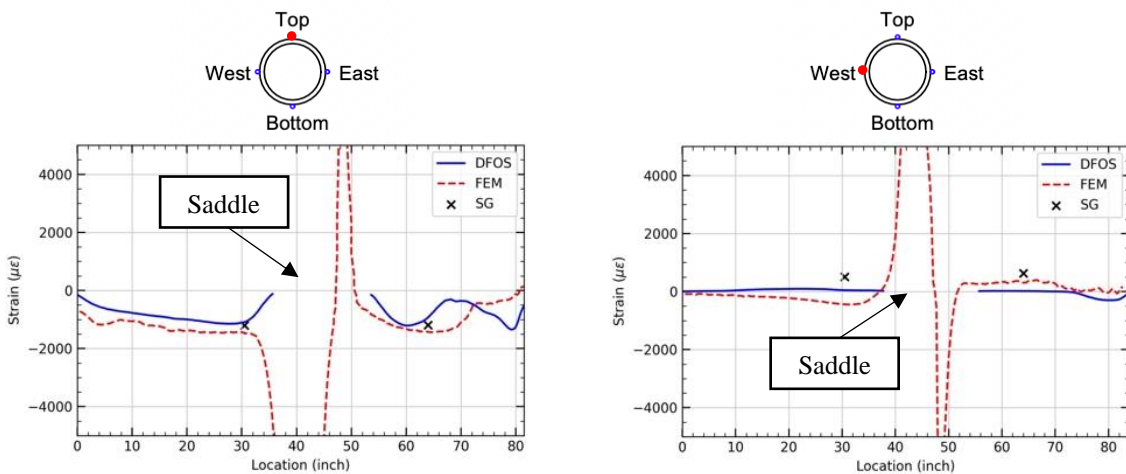 Top
West East
Bottom
DFOS
FEM
SG
Saddle
4000
2000
0
−2000
−4000
Strain (με)
0 10 20 30 40 50 60 70 80
Location (inch)
Top
West East
Bottom
DFOS
FEM
SG
Saddle
4000
2000
0
−2000
−4000
Strain (με)
0 10 20 30 40 50 60 70 80
Location (inch)